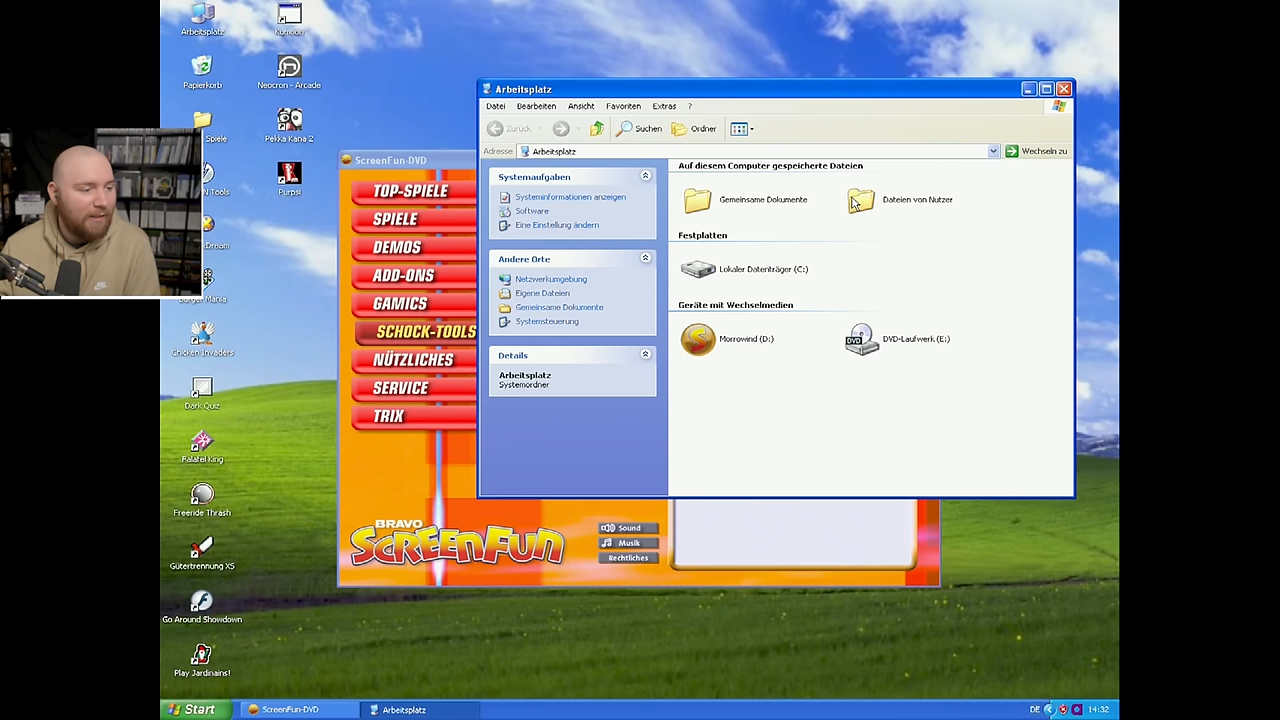 Arbeitsplatz
Kumoon
Papierkorb
Neocron - Arcade
Spiele
Pekka Kana 2
Tools
Purpsi
Dream
Burger Mania
Chicken Invaders
Dark Quiz
Falafel King
Freeride Thrash
Gütertrennung XS
Go Around Showdown
Play Jardinains!
ScreenFun-DVD
TOP-SPIELE
SPIELE
DEMOS
ADD-ONS
GAMICS
SCHOCK-TOOLS
NÜTZLICHES
SERVICE
TRIX
BRAVO
SCREENFUN
Sound
Musik
Rechtliches
Arbeitsplatz
Datei Bearbeiten Ansicht Favoriten Extras ?
Zurück Suchen Ordner
Adresse Arbeitsplatz Wechseln zu
Systemaufgaben
Systeminformationen anzeigen
Software
Eine Einstellung ändern
Andere Orte
Netzwerkumgebung
Eigene Dateien
Gemeinsame Dokumente
Systemsteuerung
Details
Arbeitsplatz
Systemordner
Auf diesem Computer gespeicherte Dateien
Gemeinsame Dokumente
Dateien von Nutzer
Festplatten
Lokaler Datenträger (C:)
Geräte mit Wechselmedien
Morrowind (D:)
DVD
DVD-Laufwerk (E:)
Start
ScreenFun-DVD
Arbeitsplatz
DE
14:32